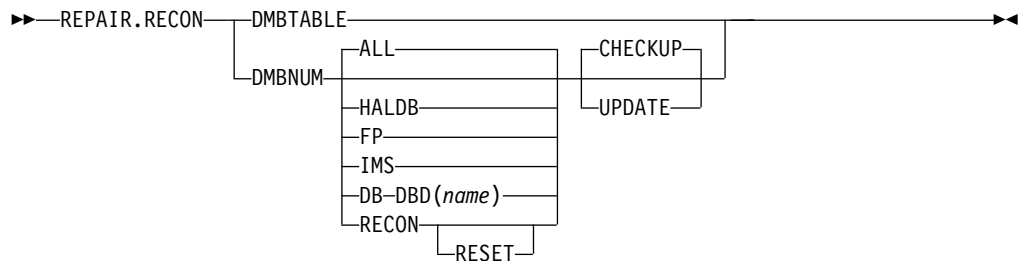 REPAIR.RECON DMBTABLE
ALL CHECKUP
DMBNUM
HALDB UPDATE
FP
IMS
DB DBD(name)
RECON
RESET